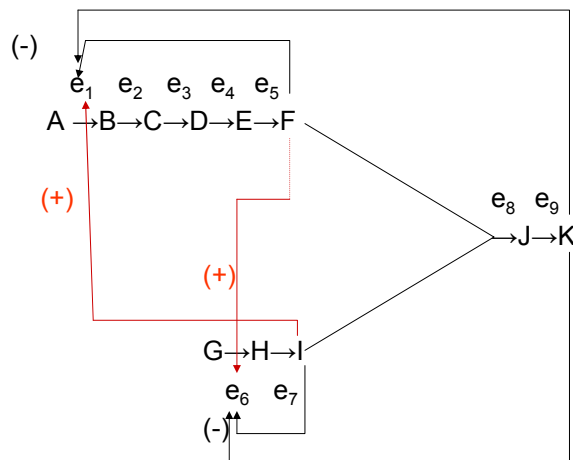 (-)
e₁ e₂ e₃ e₄ e₅
A →B→C→D→E→F
(+)
e₈ e₉
→J→K
(+)
G→H→I
e₆ e₇
(-)